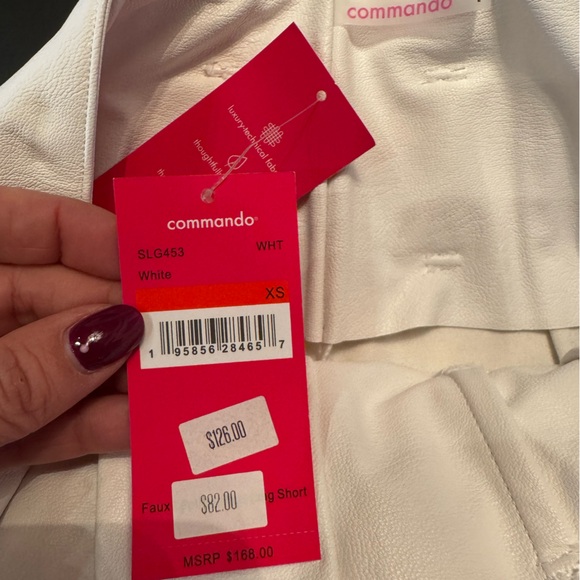 commando
luxury-technical
thoughtfully
commando®
SLG453 WHT
White
XS
1 95856 28465 7
$126.00
$82.00
Faux Short
MSRP $168.00